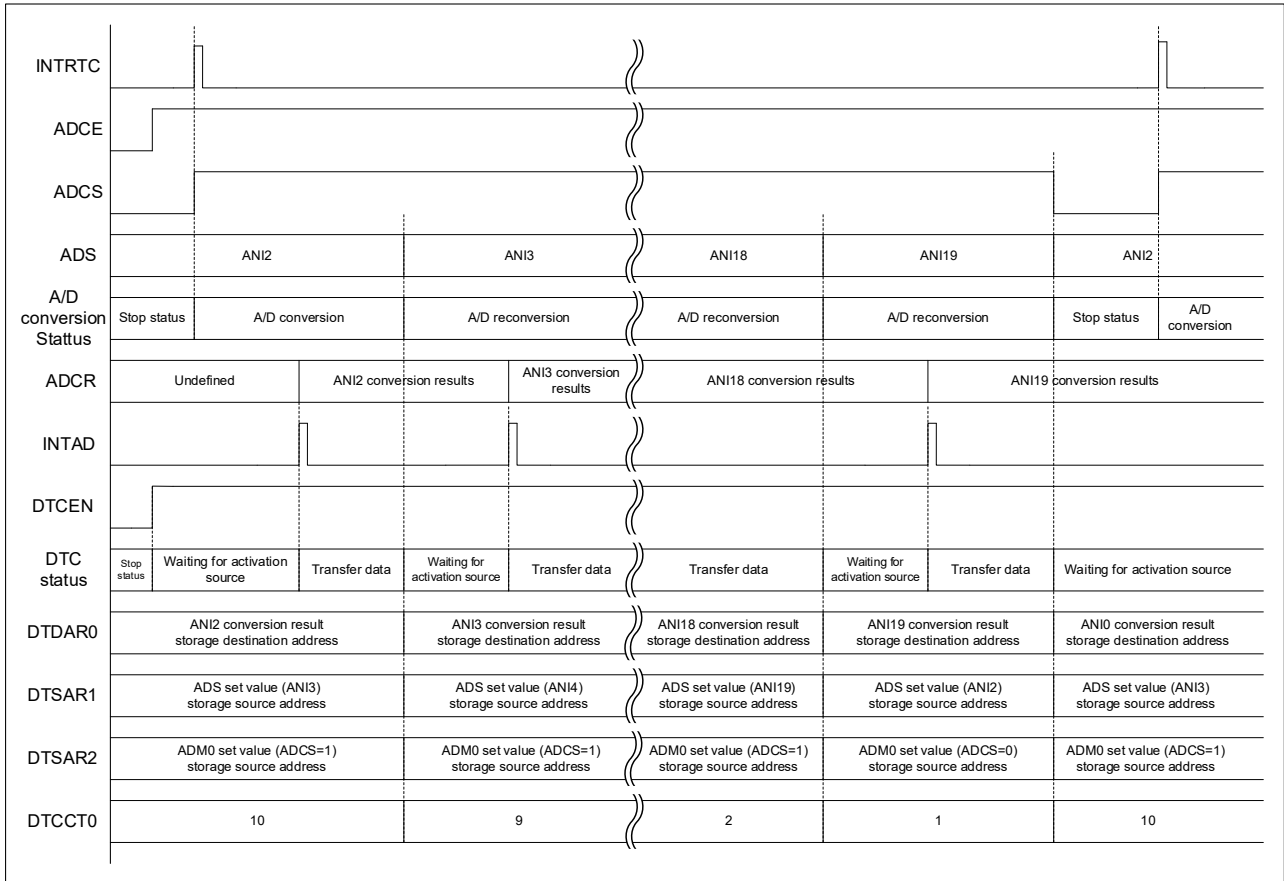 INTRTC
ADCE
ADCS
ADS
ANI2
ANI3
ANI18
ANI19
ANI2
A/D
conversion
Stattus
Stop status
A/D conversion
A/D reconversion
A/D reconversion
A/D reconversion
Stop status
A/D
conversion
ADCR
Undefined
ANI2 conversion results
ANI3 conversion
results
ANI18 conversion results
ANI19 conversion results
INTAD
DTCEN
DTC
status
Stop
status
Waiting for activation
source
Transfer data
Waiting for
activation source
Transfer data
Transfer data
Waiting for
activation source
Transfer data
Waiting for activation source
DTDAR0
ANI2 conversion result
storage destination address
ANI3 conversion result
storage destination address
ANI18 conversion result
storage destination address
ANI19 conversion result
storage destination address
ANI0 conversion result
storage destination address
DTSAR1
ADS set value (ANI3)
storage source address
ADS set value (ANI4)
storage source address
ADS set value (ANI19)
storage source address
ADS set value (ANI2)
storage source address
ADS set value (ANI3)
storage source address
DTSAR2
ADM0 set value (ADCS=1)
storage source address
ADM0 set value (ADCS=1)
storage source address
ADM0 set value (ADCS=1)
storage source address
ADM0 set value (ADCS=0)
storage source address
ADM0 set value (ADCS=1)
storage source address
DTCCT0
10
9
2
1
10